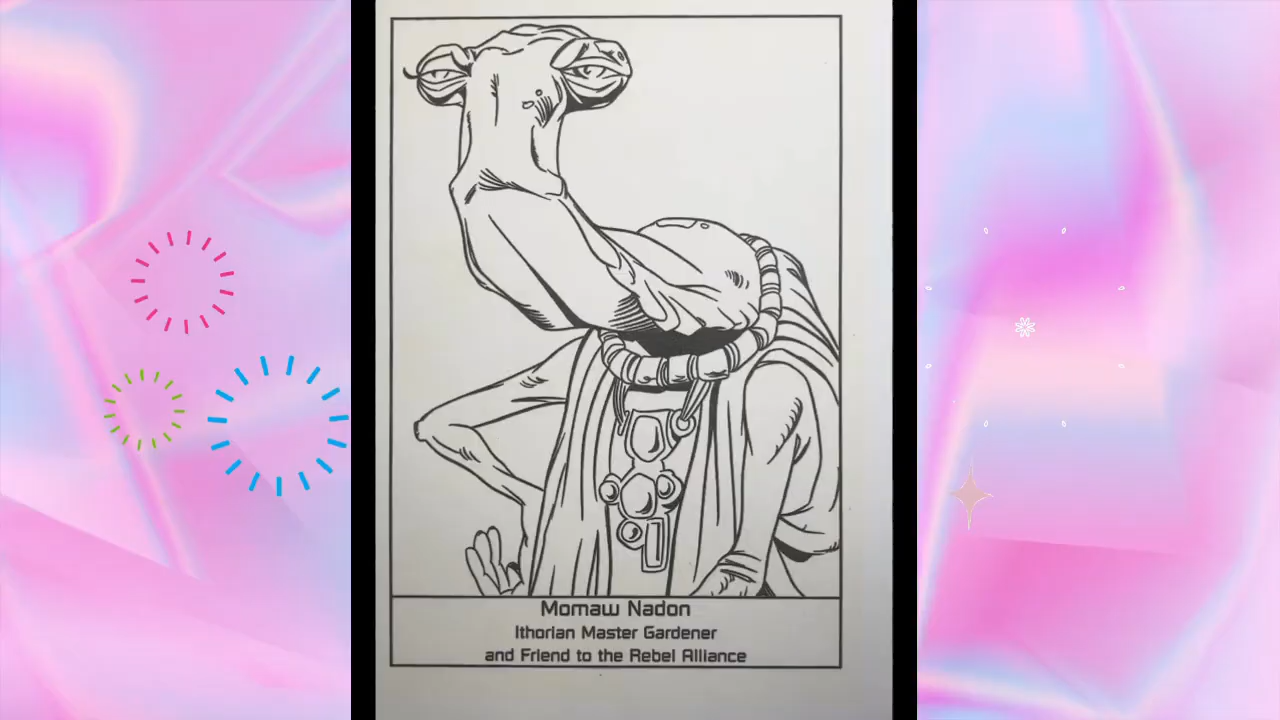 Momaw Nadon
Ithorian Master Gardener
and Friend to the Rebel Alliance